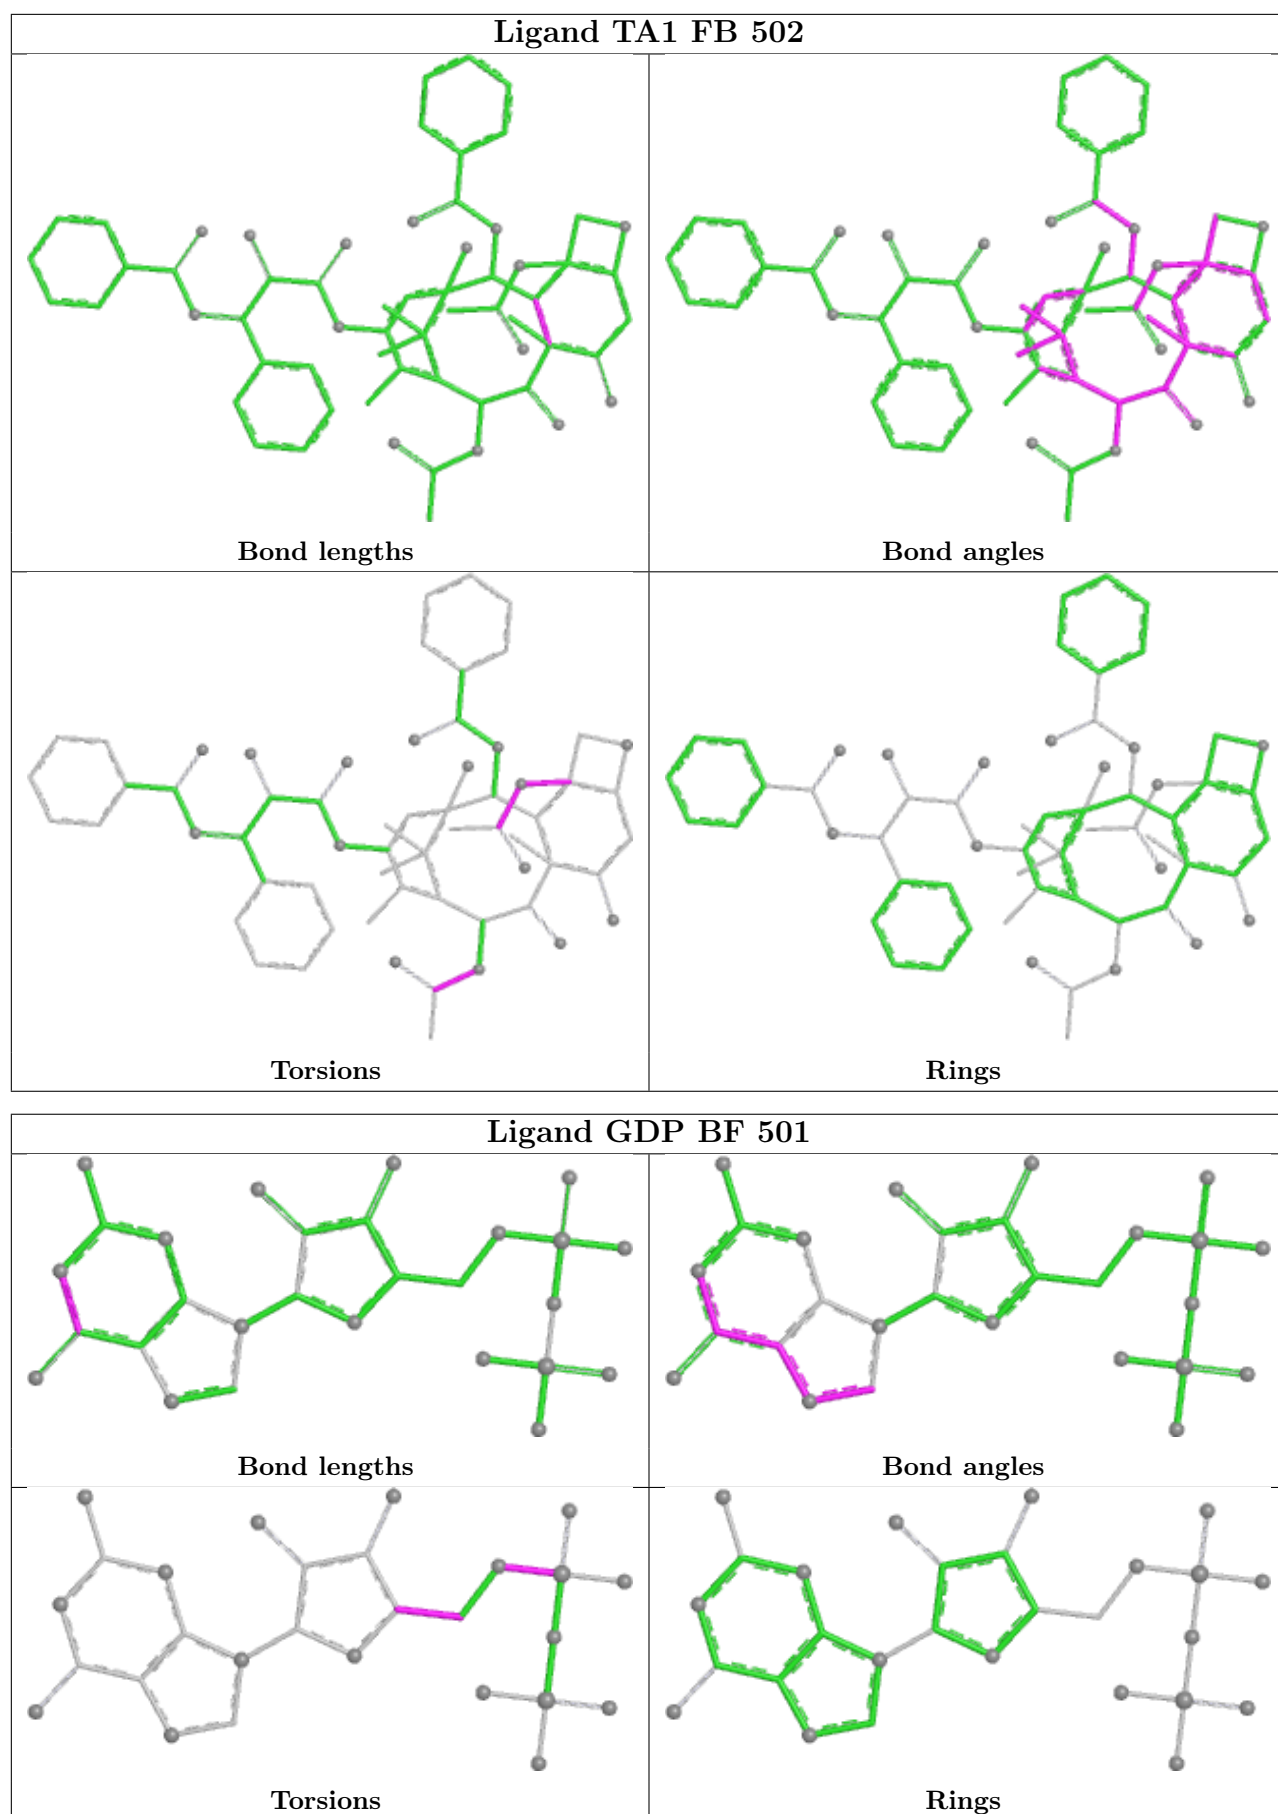 Ligand TA1 FB 502
Bond lengths
Bond angles
Torsions
Rings
Ligand GDP BF 501
Bond lengths
Bond angles
Torsions
Rings